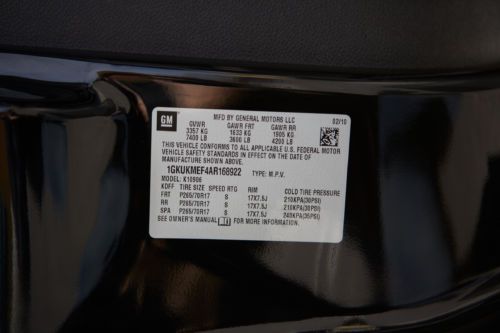 GM
MFD BY GENERAL MOTORS LLC 02/10
GVWR GAWR FRT GAWR RR
3357 KG 1633 KG 1905 KG
7400 LB 3600 LB 4200 LB
THIS VEHICLE CONFORMS TO ALL APPLICABLE U.S. FEDERAL MOTOR
VEHICLE SAFETY STANDARDS IN EFFECT ON THE DATE OF
MANUFACTURE SHOWN ABOVE.
1GKUKMEF4AR168922 TYPE: M.P.V.
MODEL: K10906
KDFF TIRE SIZE SPEED RTG RIM COLD TIRE PRESSURE
FRT P265/70R17 S 17X7.5J 210KPA(30PSI)
RR P265/70R17 S 17X7.5J 210KPA(30PSI)
SPA P265/70R17 S 17X7.5J 240KPA(35PSI)
SEE OWNER'S MANUAL FOR MORE INFORMATION.